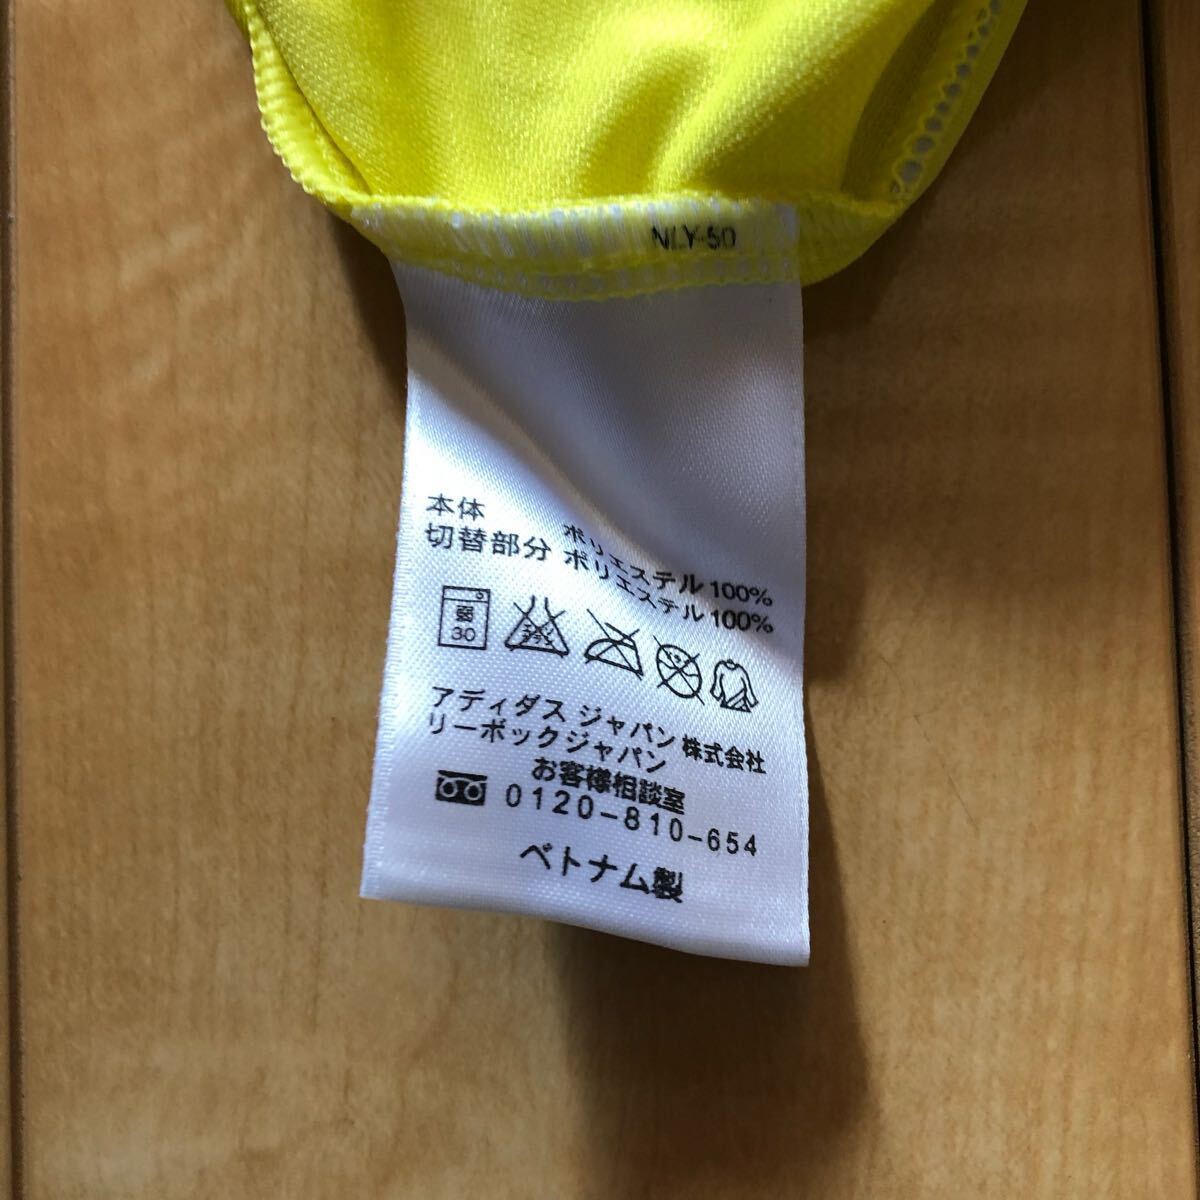 NLY-50
本体 ポリエステル100%
切替部分 ポリエステル100%
弱
30
アディダス ジャパン 株式会社
リーボックジャパン
お客様相談室
0120-810-654
ベトナム製